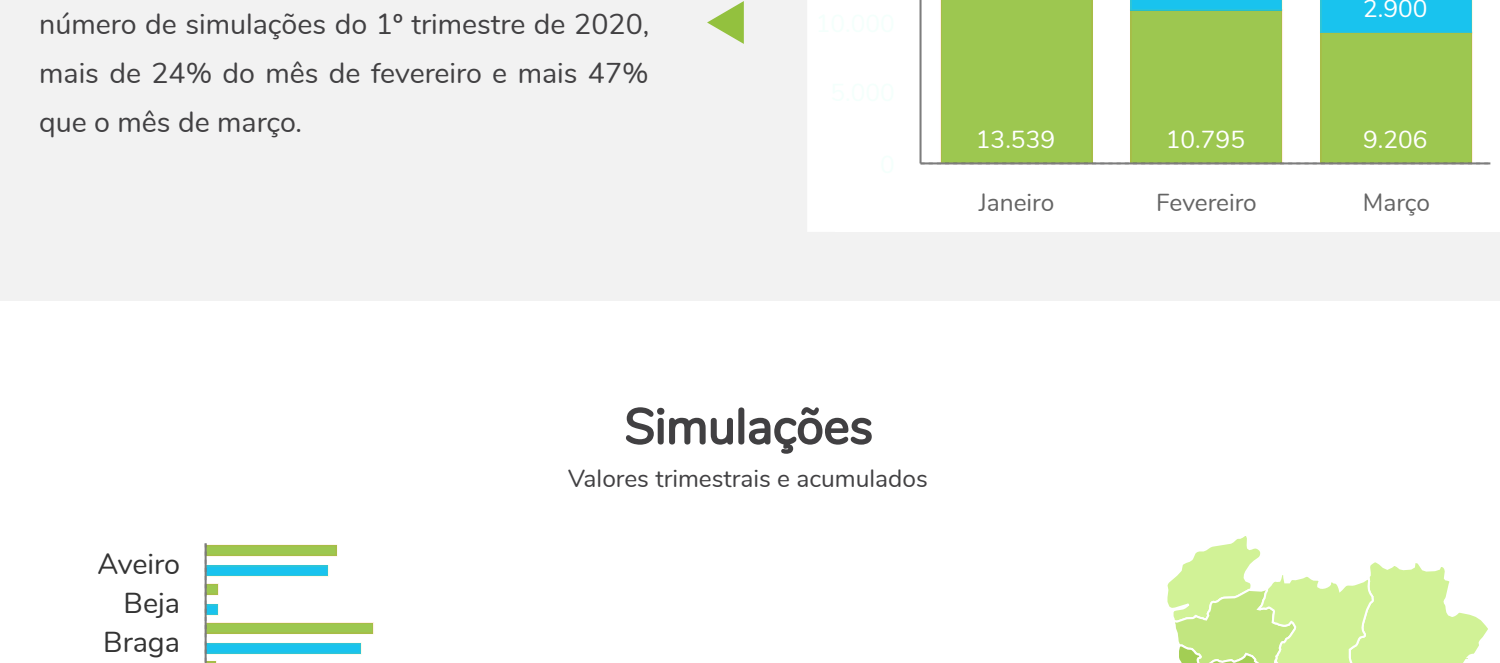 número de simulações do 1º trimestre de 2020,
mais de 24% do mês de fevereiro e mais 47%
que o mês de março.
10.000
5.000
0
2.900
13.539
10.795
9.206
Janeiro
Fevereiro
Março
Simulações
Valores trimestrais e acumulados
Aveiro
Beja
Braga